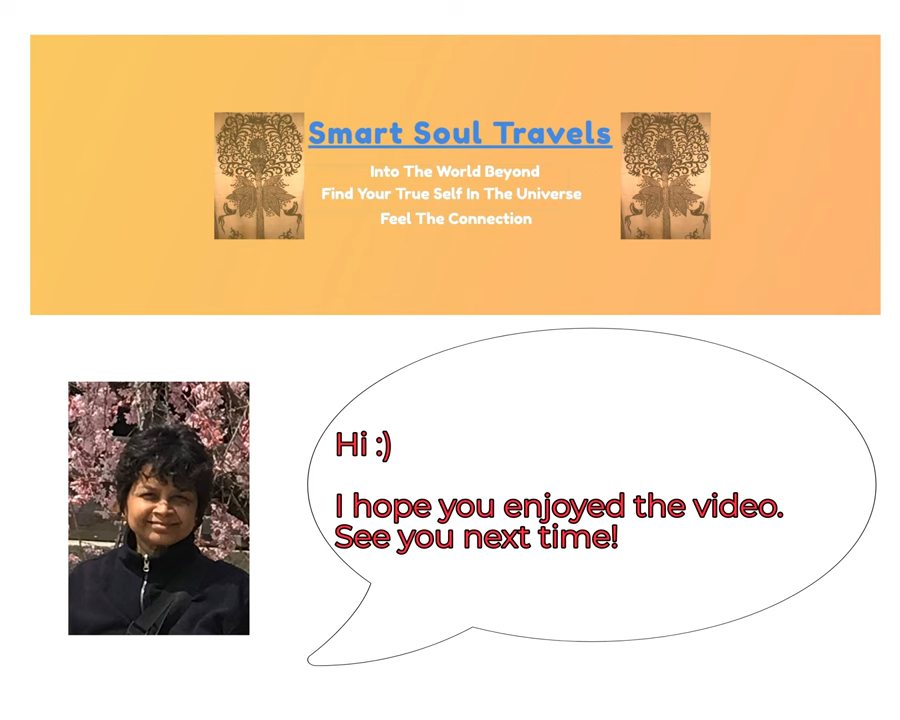 Smart Soul Travels
Into The World Beyond
Find Your True Self In The Universe
Feel The Connection
Hi :)
I hope you enjoyed the video.
See you next time!